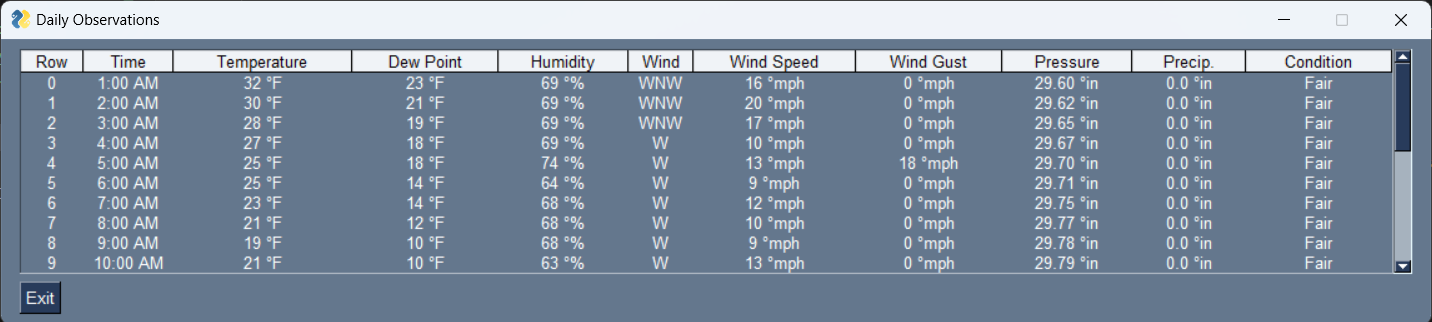 Daily Observations
Row Time Temperature Dew Point Humidity Wind Wind Speed Wind Gust Pressure Precip. Condition
0 1:00 AM 32 °F 23 °F 69 °% WNW 16 °mph 0 °mph 29.60 °in 0.0 °in Fair
1 2:00 AM 30 °F 21 °F 69 °% WNW 20 °mph 0 °mph 29.62 °in 0.0 °in Fair
2 3:00 AM 28 °F 19 °F 69 °% WNW 17 °mph 0 °mph 29.65 °in 0.0 °in Fair
3 4:00 AM 27 °F 18 °F 69 °% W 10 °mph 0 °mph 29.67 °in 0.0 °in Fair
4 5:00 AM 25 °F 18 °F 74 °% W 13 °mph 18 °mph 29.70 °in 0.0 °in Fair
5 6:00 AM 25 °F 14 °F 64 °% W 9 °mph 0 °mph 29.71 °in 0.0 °in Fair
6 7:00 AM 23 °F 14 °F 68 °% W 12 °mph 0 °mph 29.75 °in 0.0 °in Fair
7 8:00 AM 21 °F 12 °F 68 °% W 10 °mph 0 °mph 29.77 °in 0.0 °in Fair
8 9:00 AM 19 °F 10 °F 68 °% W 9 °mph 0 °mph 29.78 °in 0.0 °in Fair
9 10:00 AM 21 °F 10 °F 63 °% W 13 °mph 0 °mph 29.79 °in 0.0 °in Fair
Exit